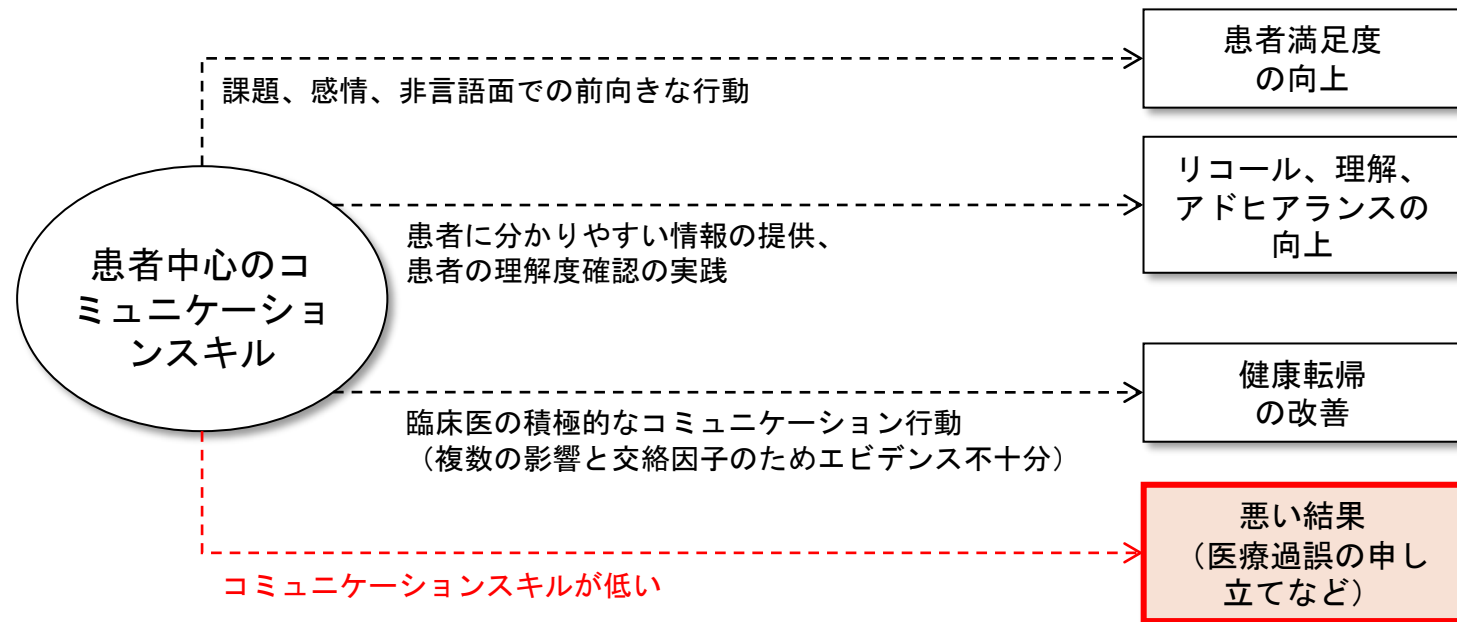 患者満足度
の向上
課題、感情、非言語面での前向きな行動
リコール、理解、
アドヒアランスの
向上
患者に分かりやすい情報の提供、
患者の理解度確認の実践
患者中心のコ
ミュニケーショ
ンスキル
健康転帰
の改善
臨床医の積極的なコミュニケーション行動
（複数の影響と交絡因子のためエビデンス不十分）
悪い結果
（医療過誤の申し
立てなど）
コミュニケーションスキルが低い